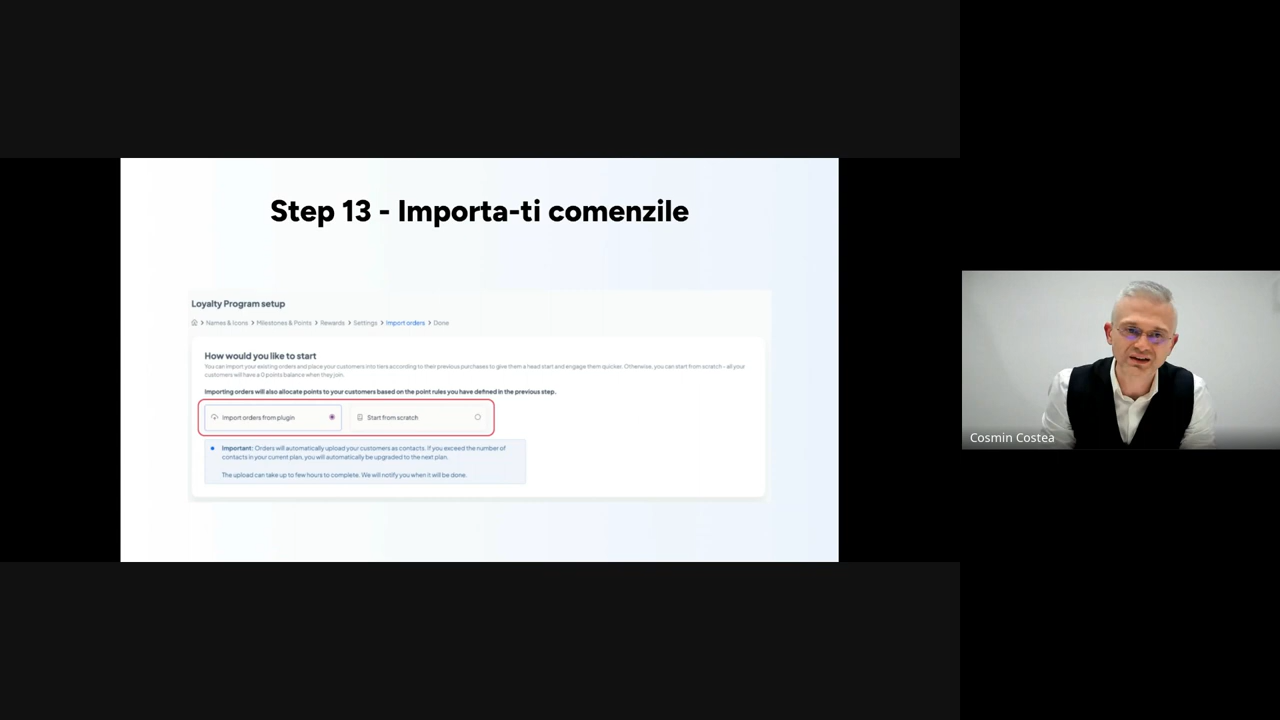 Step 13 - Importa-ti comenzile
Loyalty Program setup
Names & Icons > Milestones & Points > Rewards > Settings > Import orders > Done
How would you like to start
You can import your existing orders and place your customers into tiers according to their previous purchases to give them a head start and engage them quicker. Otherwise, you can start from scratch - all your
customers will have a 0 points balance when they join.
Importing orders will also allocate points to your customers based on the point rules you have defined in the previous step.
Import orders from plugin
Start from scratch
Important: Orders will automatically upload your customers as contacts. If you exceed the number of
contacts in your current plan, you will automatically be upgraded to the next plan.
The upload can take up to few hours to complete. We will notify you when it will be done.
Cosmin Costea